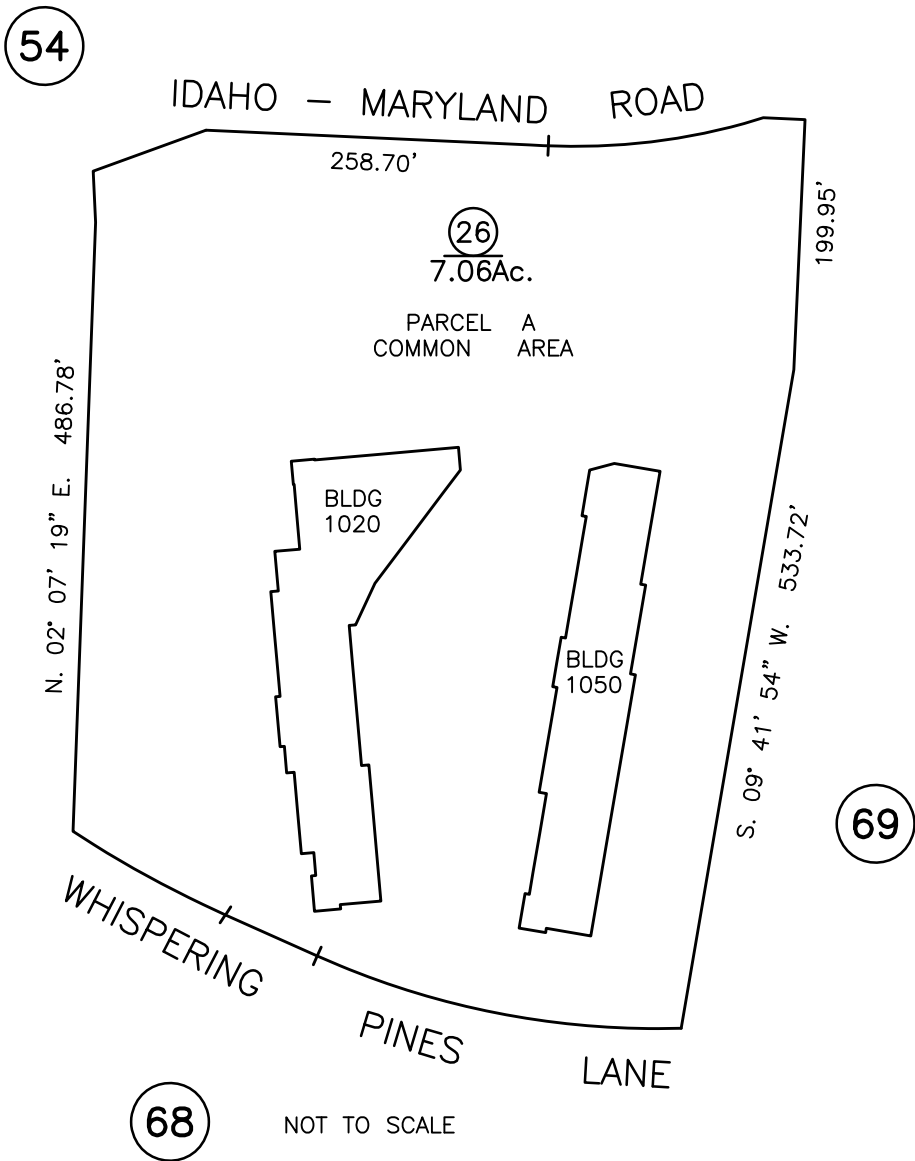 54
IDAHO – MARYLAND ROAD
258.70'
199.95'
26
7.06Ac.
PARCEL A
COMMON AREA
N. 02° 07' 19" E. 486.78'
BLDG
1020
BLDG
1050
S. 09° 41' 54" W. 533.72'
69
WHISPERING PINES LANE
68
NOT TO SCALE